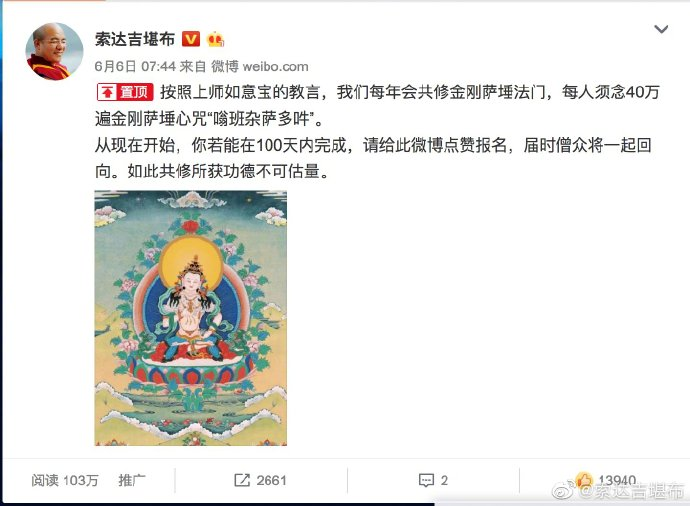 索达吉堪布
6月6日 07:44 来自 微博 weibo.com
置顶 按照上师如意宝的教言，我们每年会共修金刚萨埵法门，每人须念40万
遍金刚萨埵心咒“嗡班杂萨多吽”。
从现在开始，你若能在100天内完成，请给此微博点赞报名，届时僧众将一起回
向。如此共修所获功德不可估量。
阅读 103万 推广 2661 2 13940
@索达吉堪布